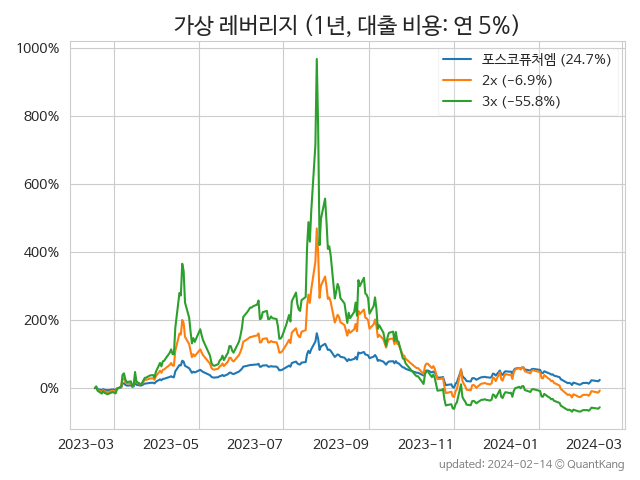 가상 레버리지 (1년, 대출 비용: 연 5%)
1000%
800%
600%
400%
200%
0%
포스코퓨처엠 (24.7%)
2x (−6.9%)
3x (−55.8%)
2023-03 2023-05 2023-07 2023-09 2023-11 2024-01 2024-03
updated: 2024-02-14 © QuantKang